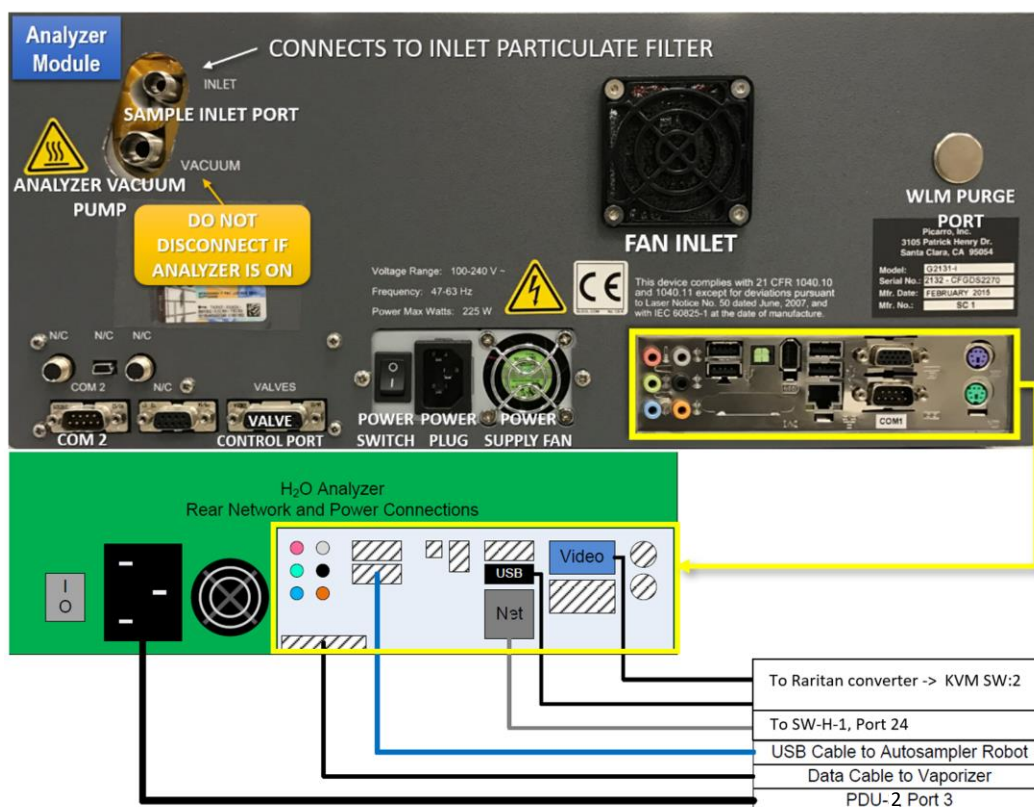 Analyzer
Module
CONNECTS TO INLET PARTICULATE FILTER
INLET
SAMPLE INLET PORT
VACUUM
ANALYZER VACUUM
PUMP
DO NOT
DISCONNECT IF
ANALYZER IS ON
FAN INLET
WLM PURGE
PORT
Picarro, Inc.
3105 Patrick Henry Dr.
Santa Clara, CA 95054
Model: G2131-i
Serial No.: 2132 - CFGDS2270
Mfr. Date: FEBRUARY 2015
Mfr. No.: SC 1
Voltage Range: 100-240 V ~
Frequency: 47-63 Hz
Power Max Watts: 225 W
CE
This device complies with 21 CFR 1040.10
and 1040.11 except for deviations pursuant
to Laser Notice No. 50 dated June, 2007, and
with IEC 60825-1 at the date of manufacture.
N/C N/C N/C
COM 2 N/C VALVES
COM 2
VALVE
CONTROL PORT
I
O
POWER
SWITCH
POWER
PLUG
POWER
SUPPLY FAN
COM1
H₂O Analyzer
Rear Network and Power Connections
I
O
Video
USB
Net
To Raritan converter -> KVM SW:2
To SW-H-1, Port 24
USB Cable to Autosampler Robot
Data Cable to Vaporizer
PDU-2 Port 3